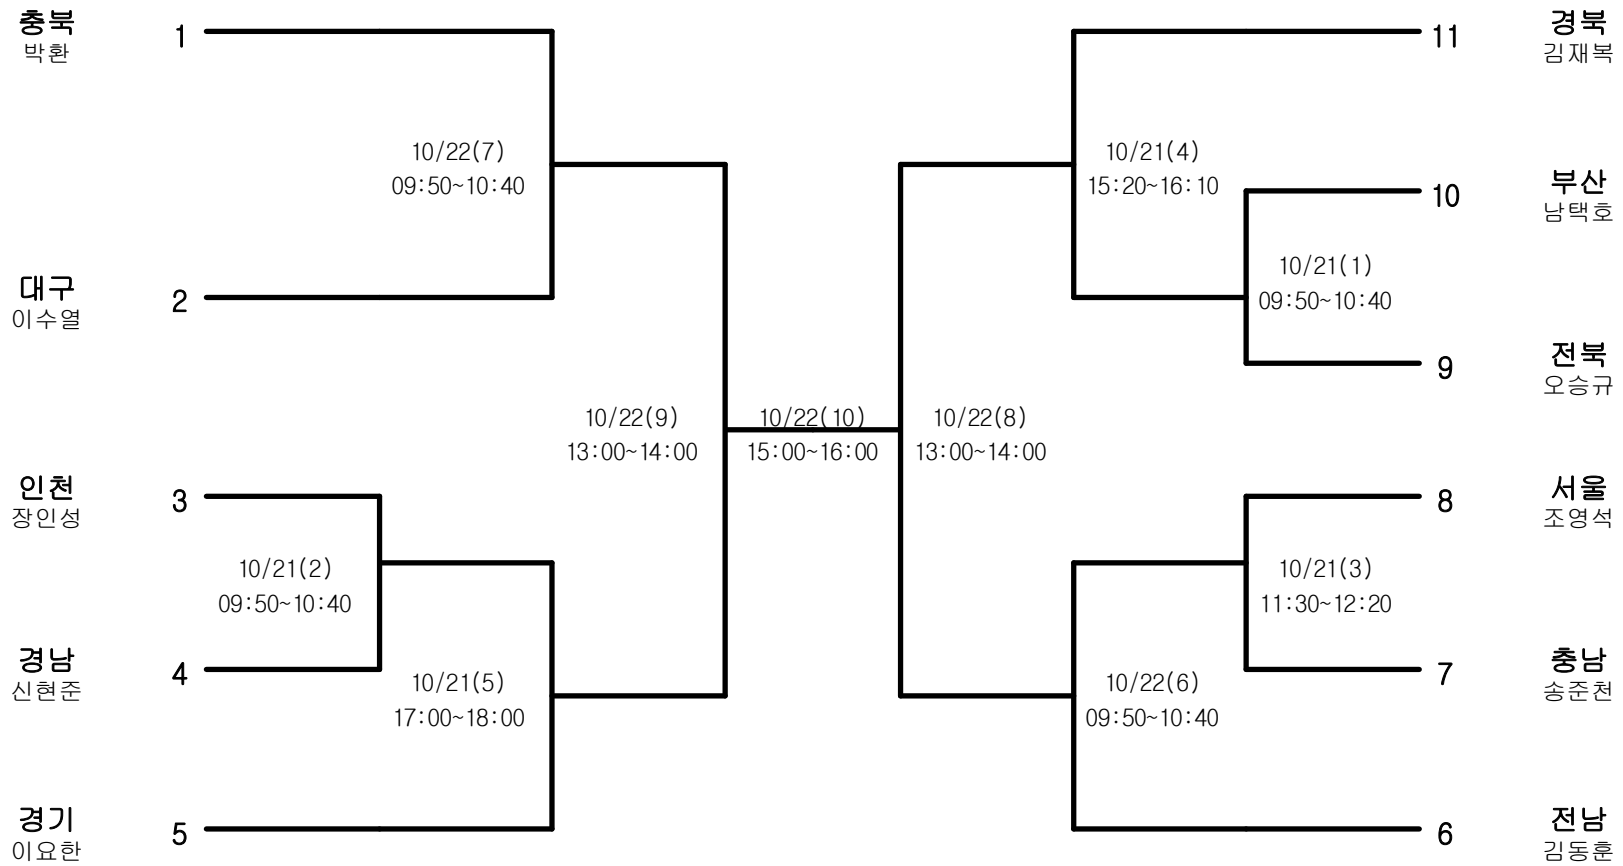 충북
박환
1
10/22(7)
09:50~10:40
대구
이수열
2
인천
장인성
3
10/21(2)
09:50~10:40
경남
신현준
4
10/21(5)
17:00~18:00
경기
이요한
5
10/22(9)
13:00~14:00
10/22(10)
15:00~16:00
10/22(8)
13:00~14:00
11
경북
김재복
10/21(4)
15:20~16:10
10
부산
남택호
10/21(1)
09:50~10:40
9
전북
오승규
8
서울
조영석
10/21(3)
11:30~12:20
7
충남
송준천
10/22(6)
09:50~10:40
6
전남
김동훈